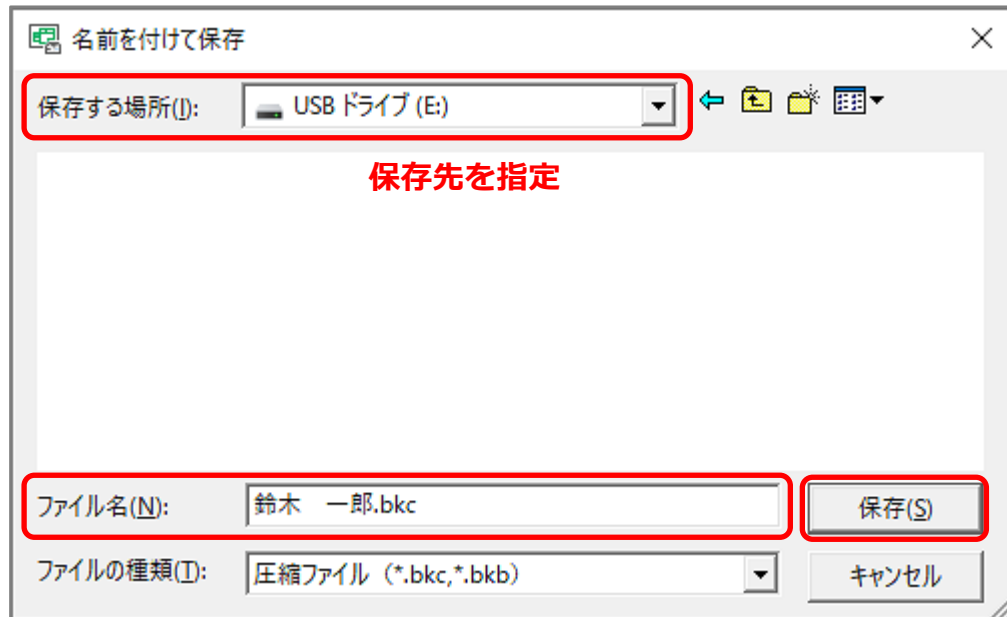 名前を付けて保存
保存する場所(I): USB ドライブ (E:)
保存先を指定
ファイル名(N): 鈴木　一郎.bkc 保存(S)
ファイルの種類(T): 圧縮ファイル (*.bkc,*.bkb) キャンセル